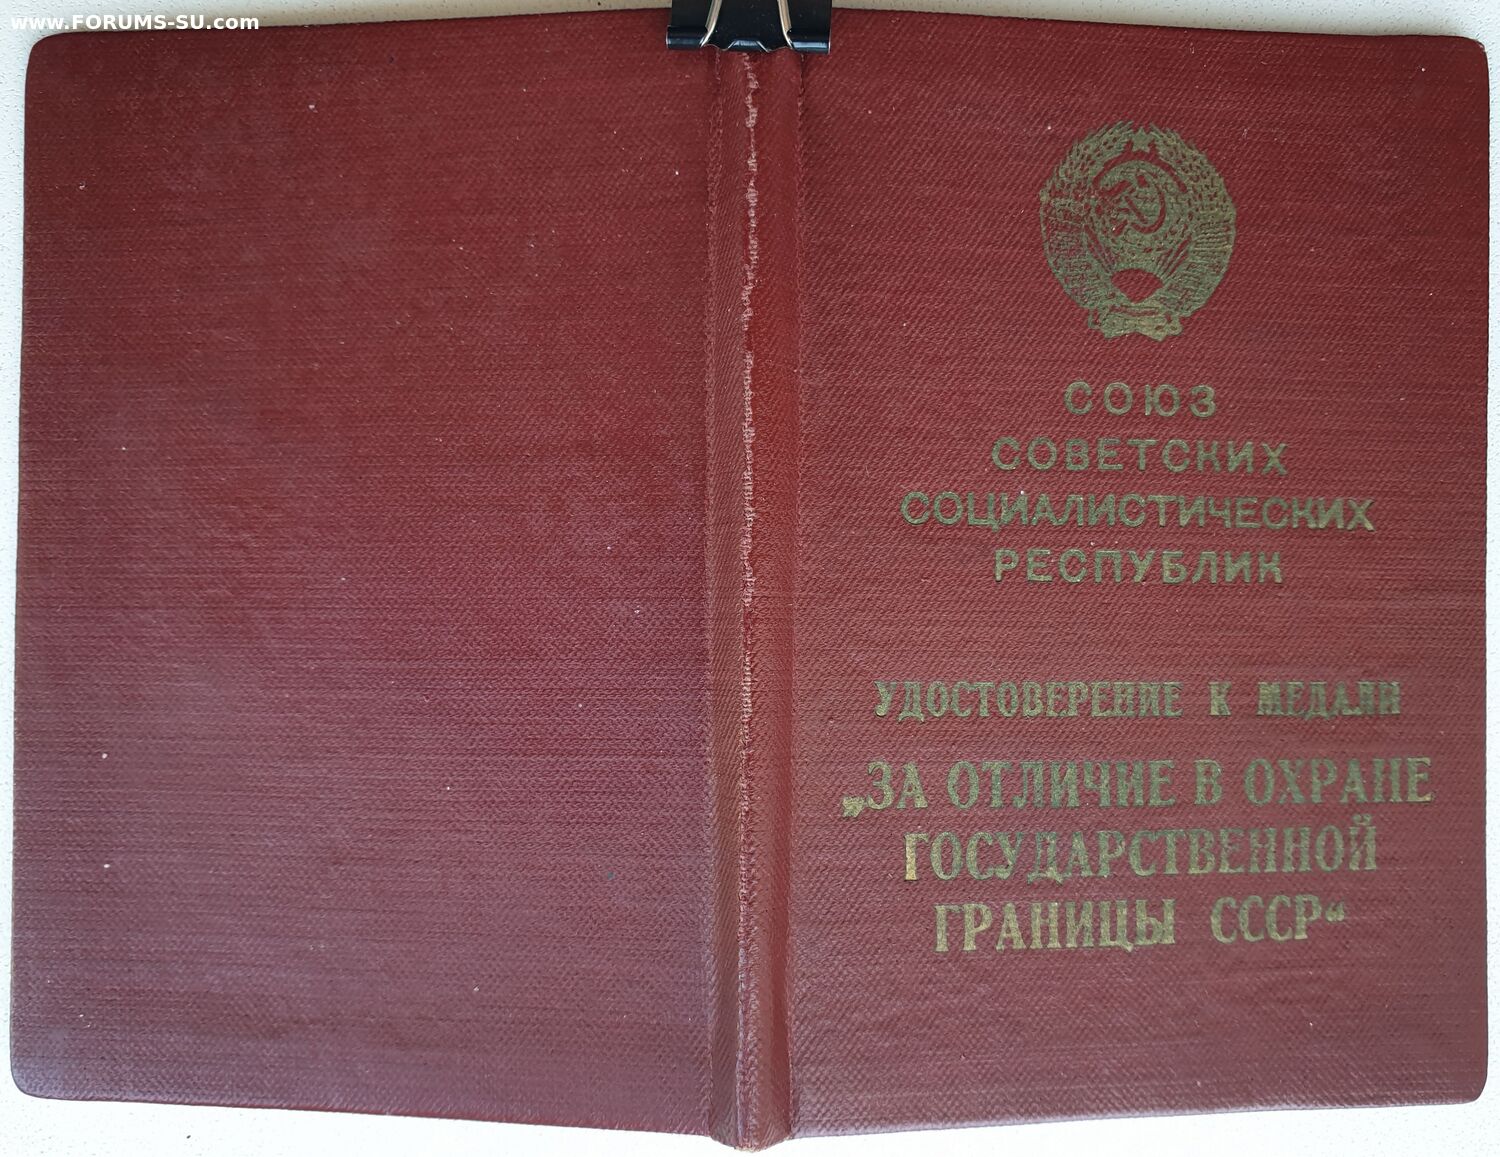 www.FORUMS-SU.com
СОЮЗ
СОВЕТСКИХ
СОЦИАЛИСТИЧЕСКИХ
РЕСПУБЛИК
УДОСТОВЕРЕНИЕ К МЕДАЛИ
„ЗА ОТЛИЧИЕ В ОХРАНЕ
ГОСУДАРСТВЕННОЙ
ГРАНИЦЫ СССР“